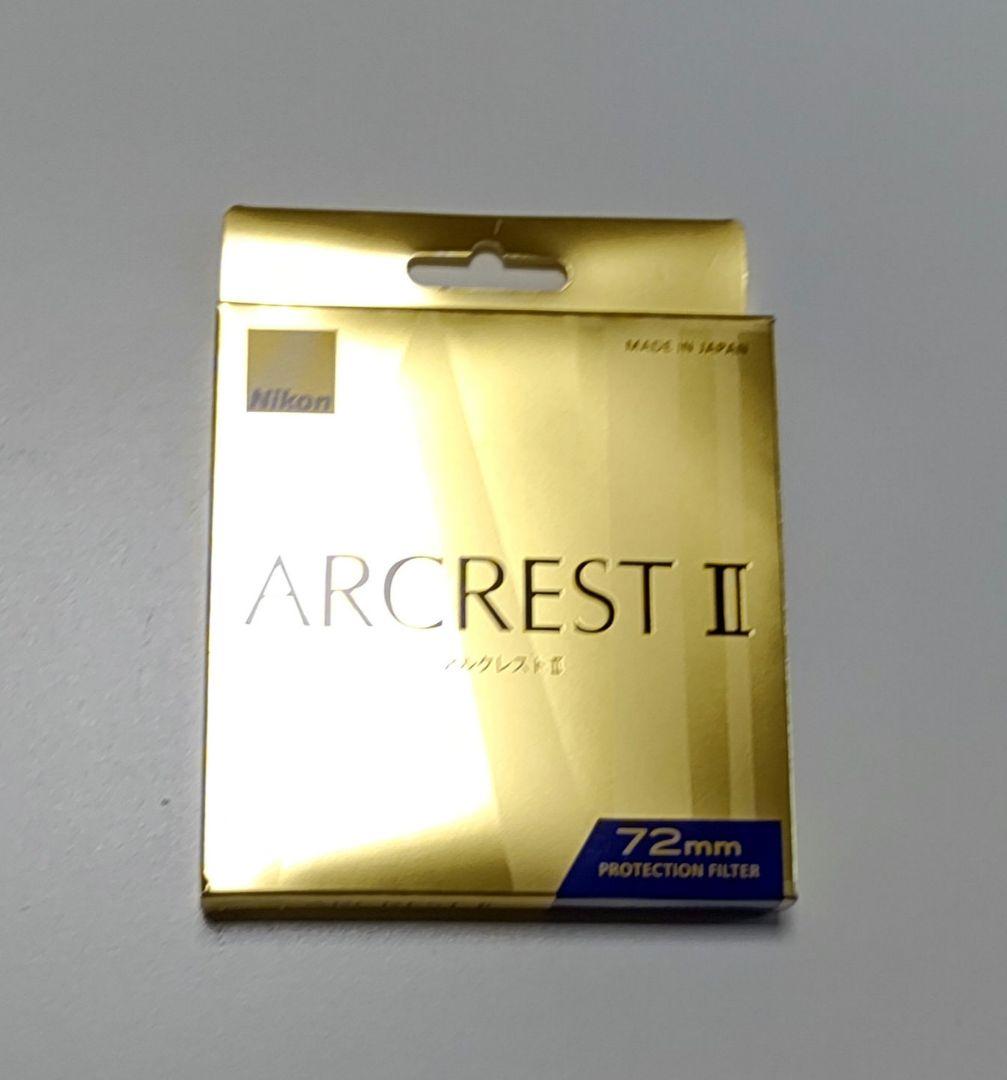 MADE IN JAPAN
Nikon
ARCREST II
アルクレストII
72mm
PROTECTION FILTER